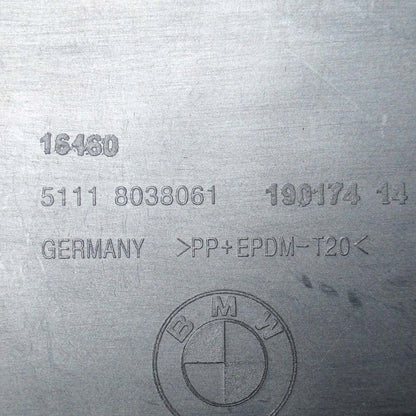 16460
5111 8038061 190174 14
GERMANY >PP+EPDM-T20<
BMW